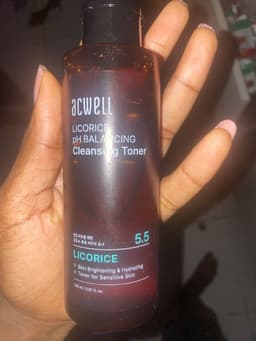 acwell
LICORICE
pH BALANCING
Cleansing Toner
5.5
LICORICE
+ Skin Brightening & Hydrating
+ Toner for Sensitive Skin